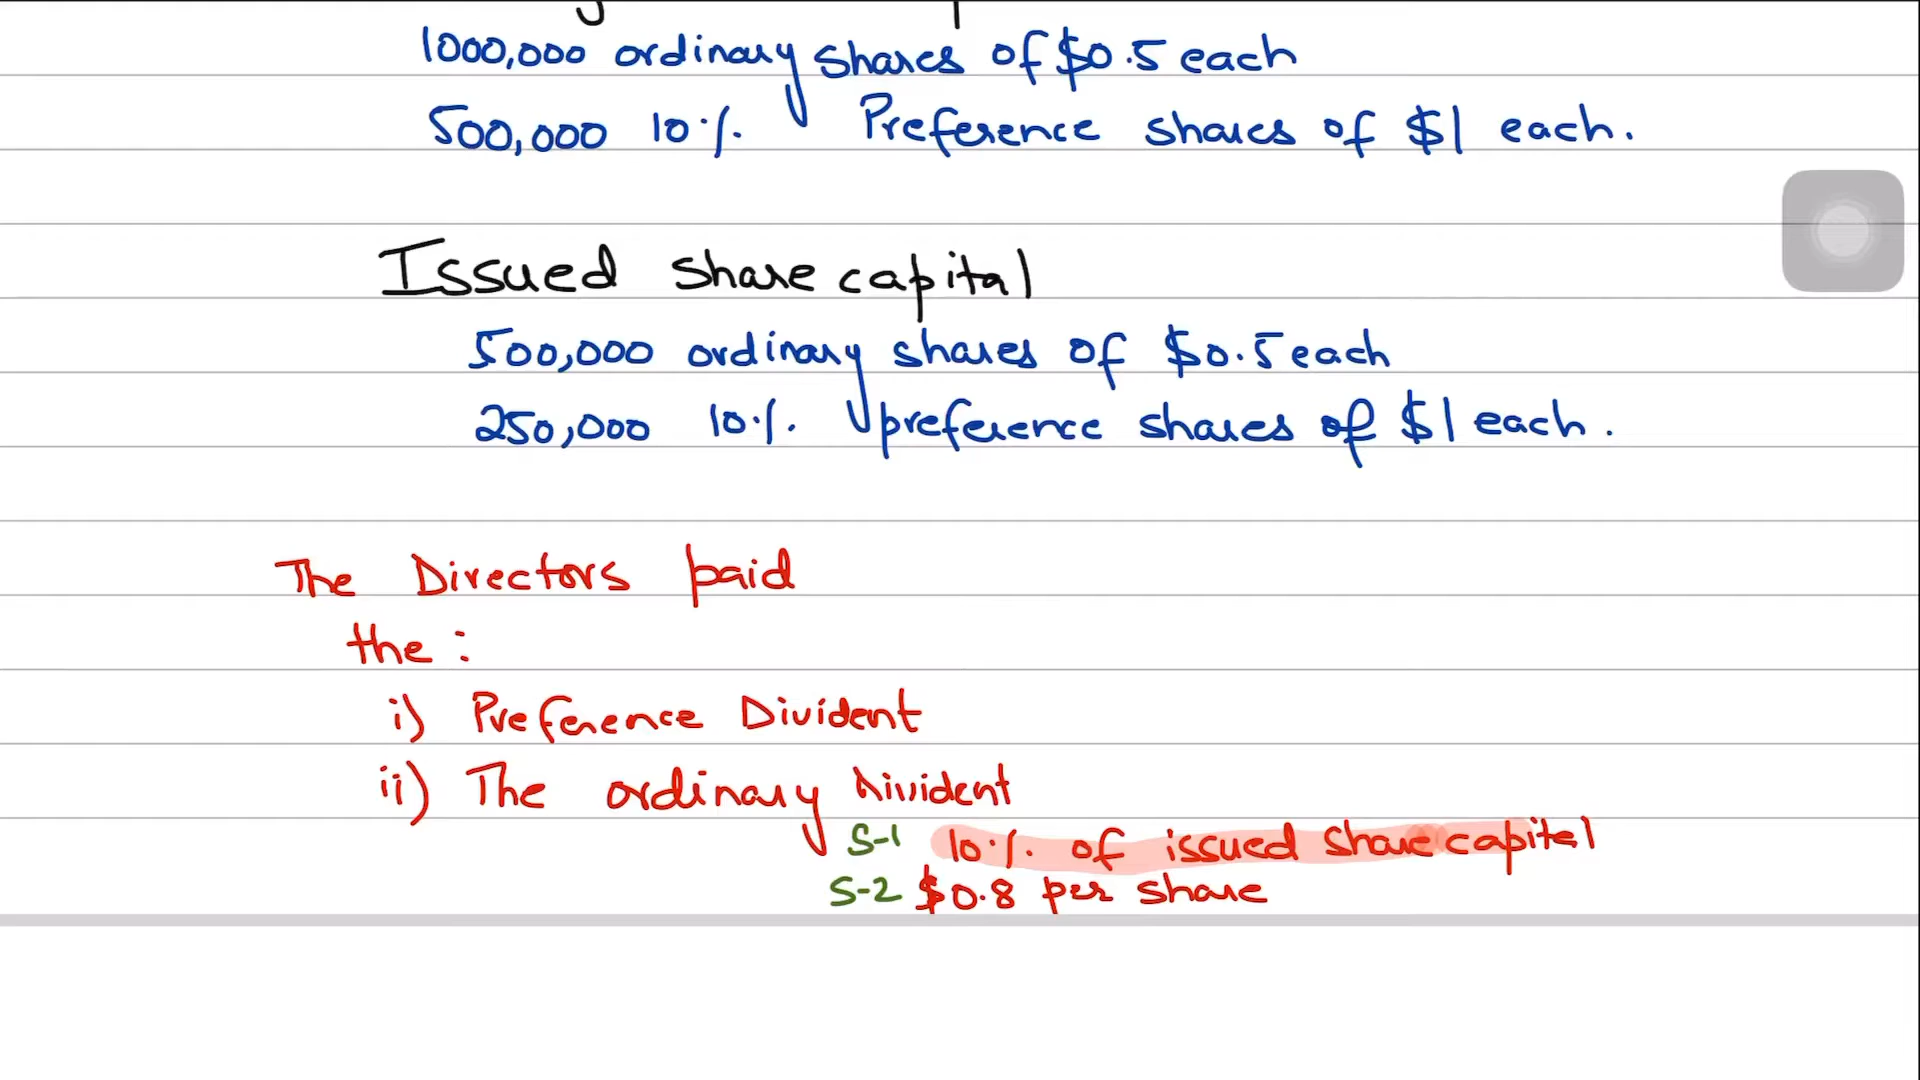 1000,000 ordinary shares of $0.5 each
500,000 10% Preference shares of $1 each.
Issued share capital
500,000 ordinary shares of $0.5 each
250,000 10% preference shares of $1 each.
The Directors paid
the :
i) Preference Divident
ii) The ordinary Divident
S-1 10% of issued share capital
S-2 $0.8 per share